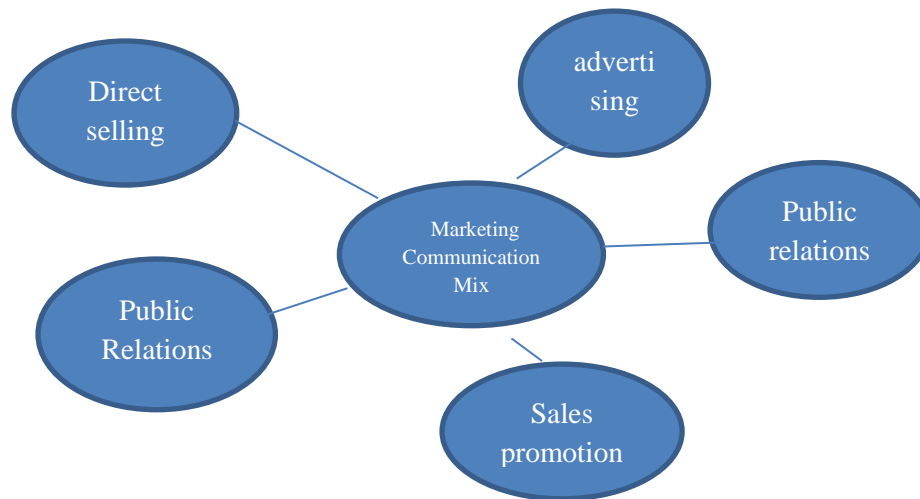 Direct
selling
adverti
sing
Marketing
Communication
Mix
Public
relations
Public
Relations
Sales
promotion